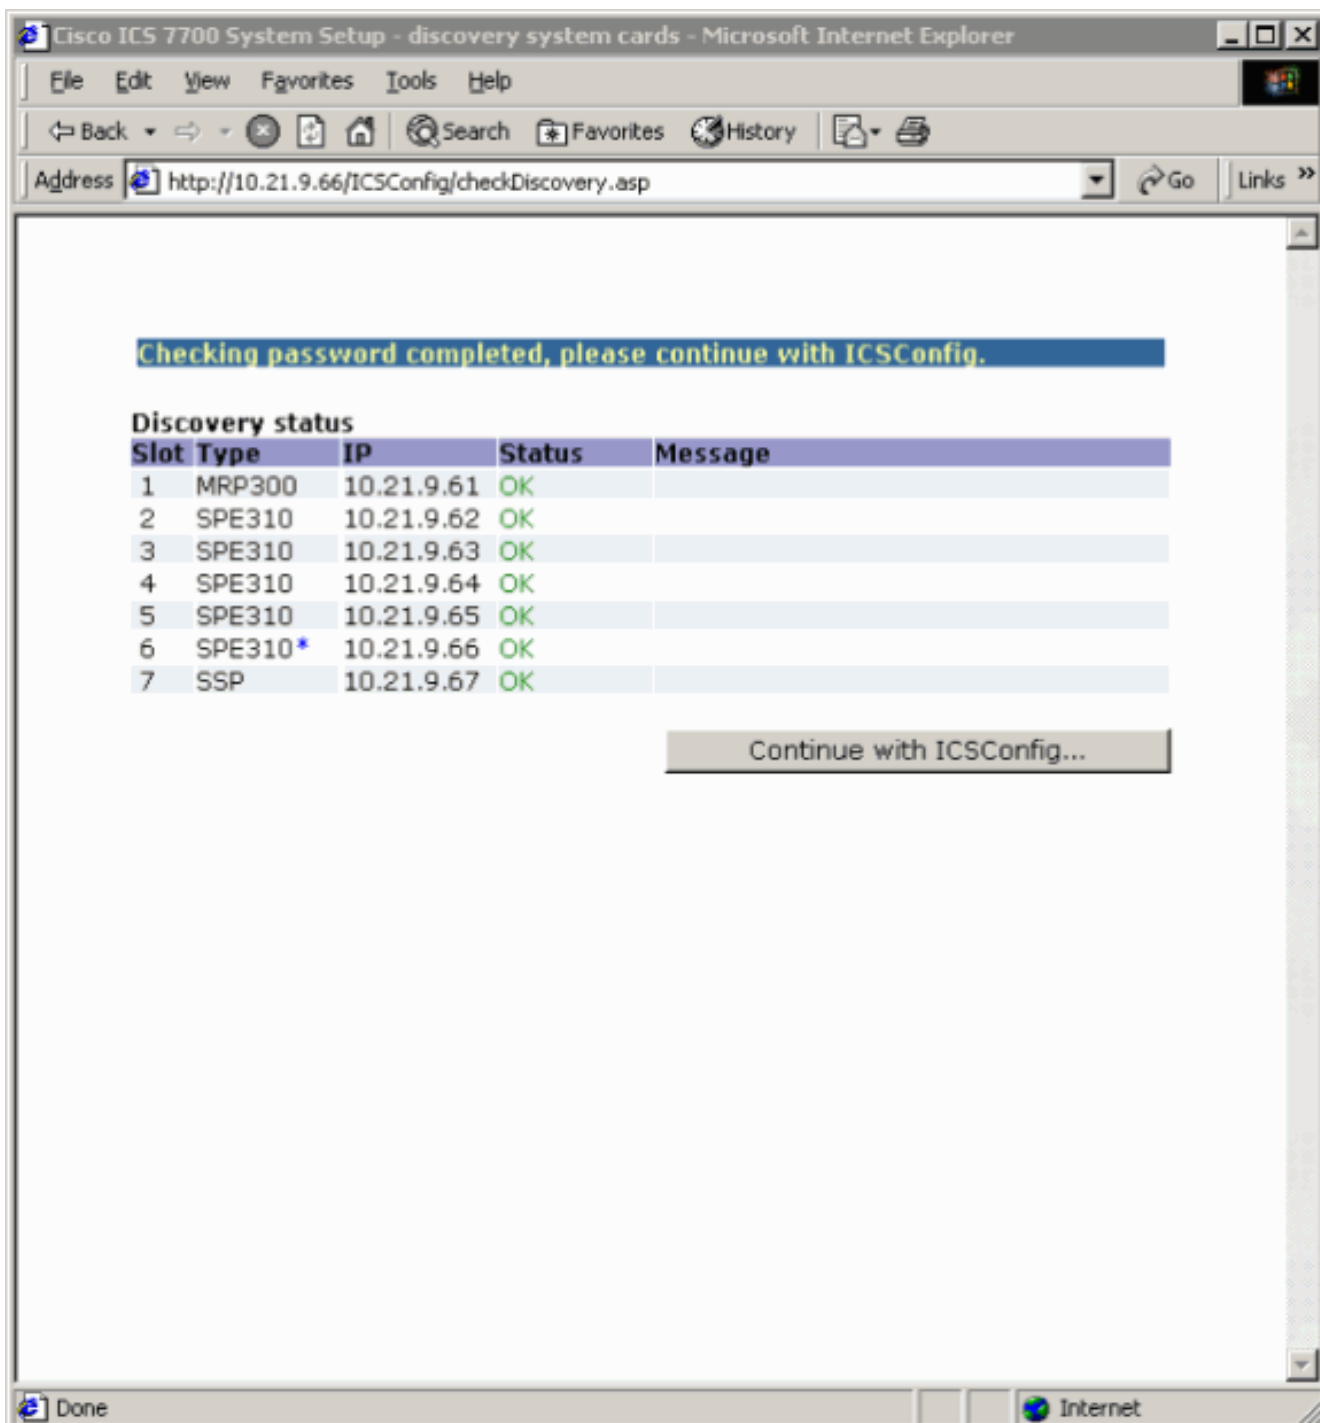 Cisco ICS 7700 System Setup - discovery system cards - Microsoft Internet Explorer
File Edit View Favorites Tools Help
Back Search Favorites History
Address http://10.21.9.66/ICSConfig/checkDiscovery.asp Go Links »
Checking password completed, please continue with ICSConfig.
Discovery status
Slot Type IP Status Message
1 MRP300 10.21.9.61 OK
2 SPE310 10.21.9.62 OK
3 SPE310 10.21.9.63 OK
4 SPE310 10.21.9.64 OK
5 SPE310 10.21.9.65 OK
6 SPE310* 10.21.9.66 OK
7 SSP 10.21.9.67 OK
Continue with ICSConfig...
Done Internet